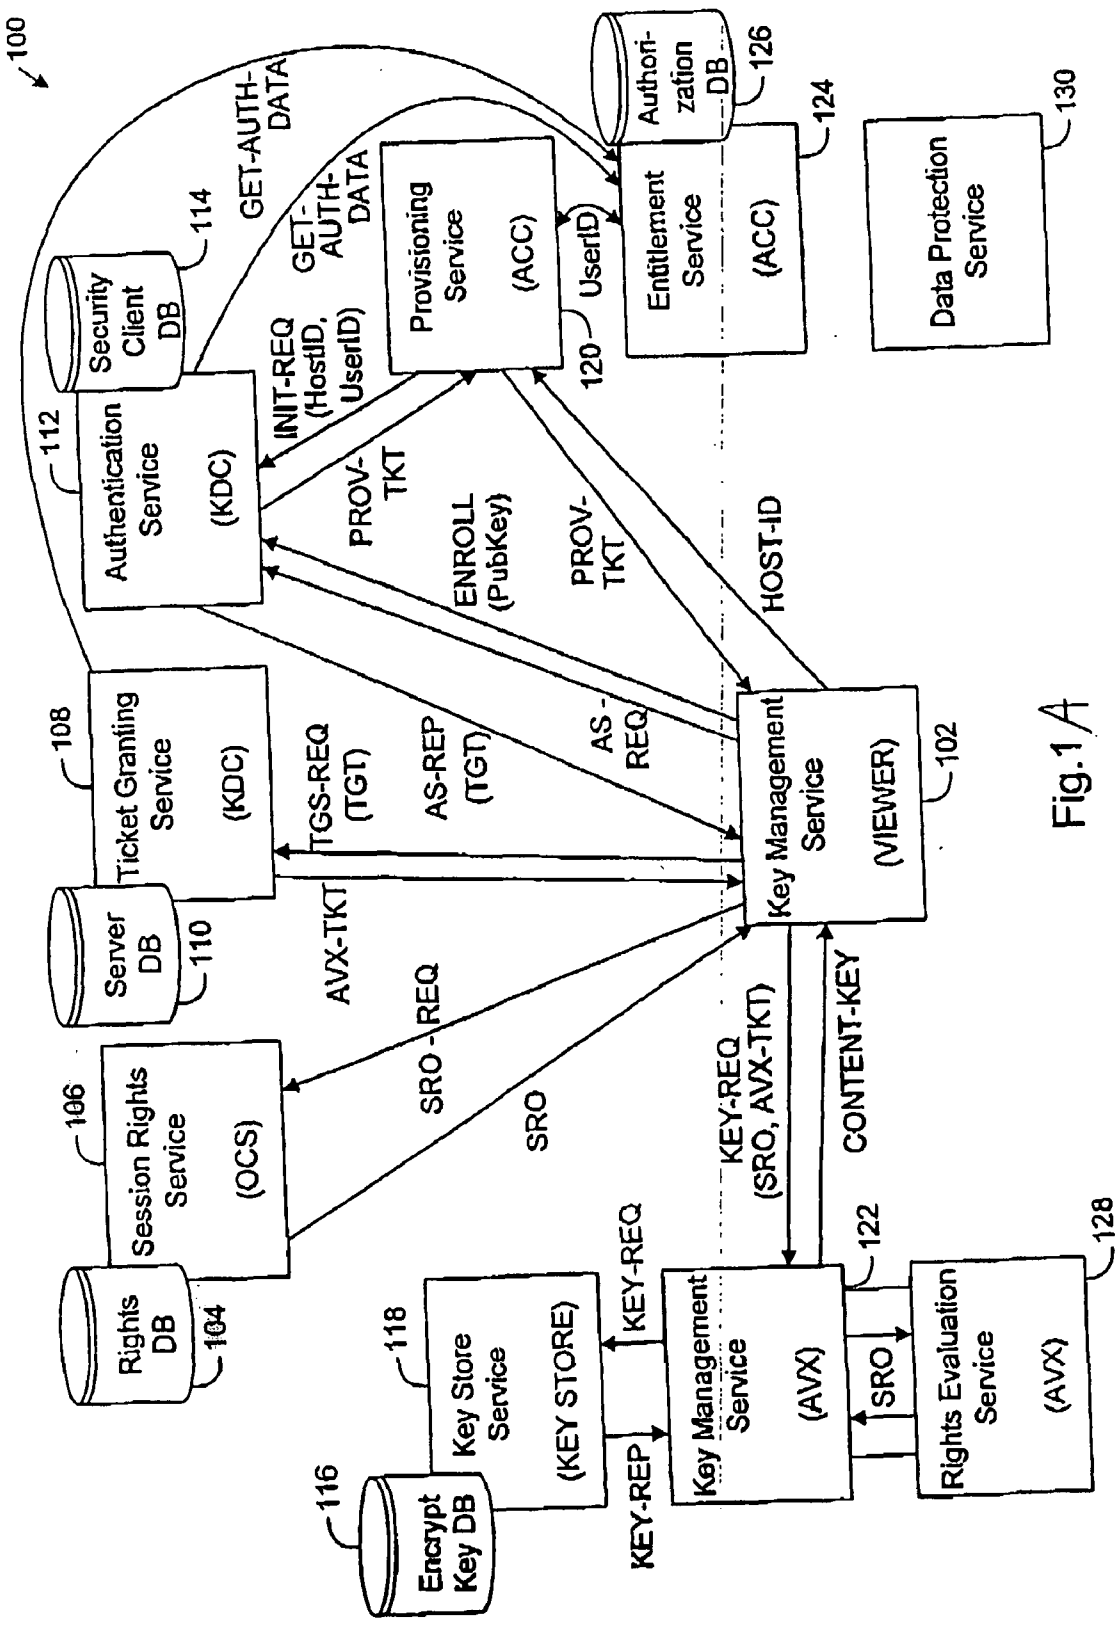 100
Rights
DB
104
106
Session Rights
Service
(OCS)
Server
DB
110
108
Ticket Granting
Service
(KDC)
112
Authentication
Service
(KDC)
Security
Client
DB
114
GET-AUTH-
DATA
GET-
AUTH-
DATA
116
Encrypt
Key DB
118
Key Store
Service
(KEY STORE)
KEY-REQ
KEY-REP
SRO - REQ
SRO
AVX-TKT
TGS-REQ
(TGT)
AS-REP
(TGT)
AS -
REQ
ENROLL
(PubKey)
PROV-
TKT
INIT-REQ
(HostID,
UserID)
PROV-
TKT
HOST-ID
Provisioning
Service
(ACC)
120
UserID
Authori-
zation
DB
126
Entitlement
Service
(ACC)
124
Key Management
Service
(AVX)
122
KEY-REQ
(SRO, AVX-TKT)
CONTENT-KEY
Key Management
Service
(VIEWER)
102
SRO
Rights Evaluation
Service
(AVX)
128
Data Protection
Service
130
Fig.1A